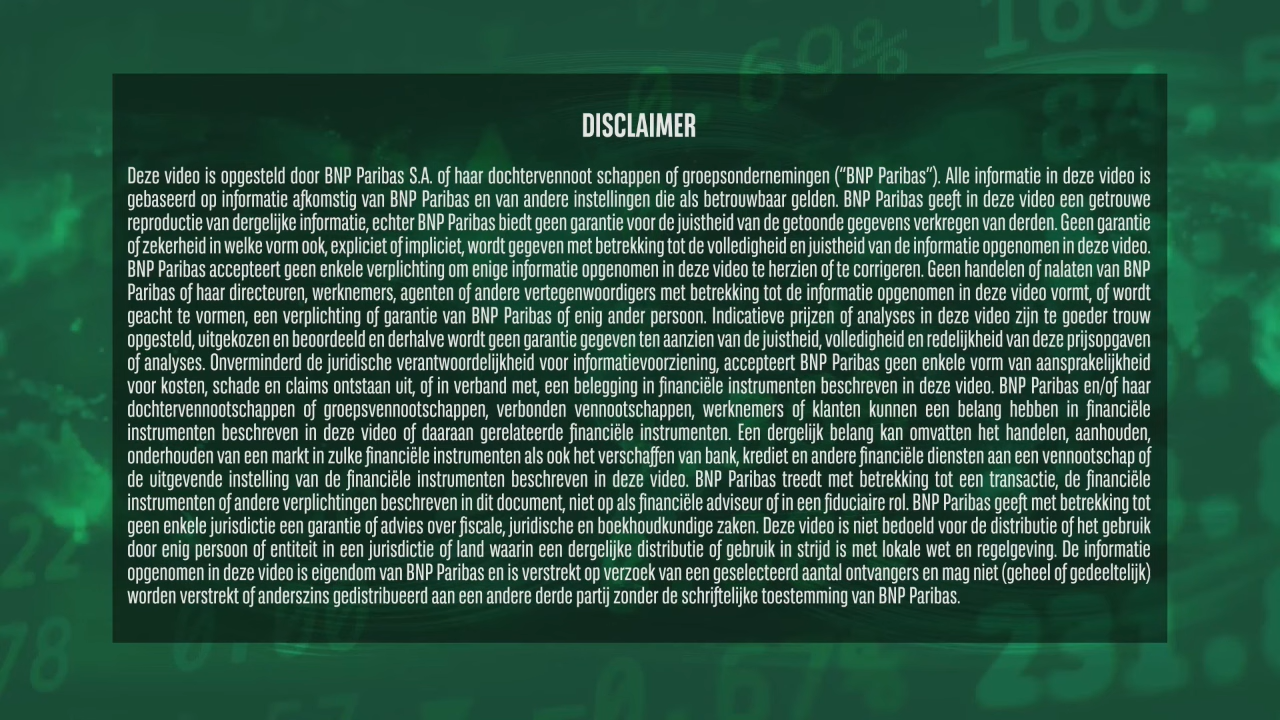 DISCLAIMER
Deze video is opgesteld door BNP Paribas S.A. of haar dochtervennoot schappen of groepsondernemingen (“BNP Paribas”). Alle informatie in deze video is
gebaseerd op informatie afkomstig van BNP Paribas en van andere instellingen die als betrouwbaar gelden. BNP Paribas geeft in deze video een getrouwe
reproductie van dergelijke informatie, echter BNP Paribas biedt geen garantie voor de juistheid van de getoonde gegevens verkregen van derden. Geen garantie
of zekerheid in welke vorm ook, expliciet of impliciet, wordt gegeven met betrekking tot de volledigheid en juistheid van de informatie opgenomen in deze video.
BNP Paribas accepteert geen enkele verplichting om enige informatie opgenomen in deze video te herzien of te corrigeren. Geen handelen of nalaten van BNP
Paribas of haar directeuren, werknemers, agenten of andere vertegenwoordigers met betrekking tot de informatie opgenomen in deze video vormt, of wordt
geacht te vormen, een verplichting of garantie van BNP Paribas of enig ander persoon. Indicatieve prijzen of analyses in deze video zijn te goeder trouw
opgesteld, uitgekozen en beoordeeld en derhalve wordt geen garantie gegeven ten aanzien van de juistheid, volledigheid en redelijkheid van deze prijsopgaven
of analyses. Onverminderd de juridische verantwoordelijkheid voor informatievoorziening, accepteert BNP Paribas geen enkele vorm van aansprakelijkheid
voor kosten, schade en claims ontstaan uit, of in verband met, een belegging in financiële instrumenten beschreven in deze video. BNP Paribas en/of haar
dochtervennootschappen of groepsvennootschappen, verbonden vennootschappen, werknemers of klanten kunnen een belang hebben in financiële
instrumenten beschreven in deze video of daaraan gerelateerde financiële instrumenten. Een dergelijk belang kan omvatten het handelen, aanhouden,
onderhouden van een markt in zulke financiële instrumenten als ook het verschaffen van bank, krediet en andere financiële diensten aan een vennootschap of
de uitgevende instelling van de financiële instrumenten beschreven in deze video. BNP Paribas treedt met betrekking tot een transactie, de financiële
instrumenten of andere verplichtingen beschreven in dit document, niet op als financiële adviseur of in een fiduciaire rol. BNP Paribas geeft met betrekking tot
geen enkele jurisdictie een garantie of advies over fiscale, juridische en boekhoudkundige zaken. Deze video is niet bedoeld voor de distributie of het gebruik
door enig persoon of entiteit in een jurisdictie of land waarin een dergelijke distributie of gebruik in strijd is met lokale wet en regelgeving. De informatie
opgenomen in deze video is eigendom van BNP Paribas en is verstrekt op verzoek van een geselecteerd aantal ontvangers en mag niet (geheel of gedeeltelijk)
worden verstrekt of anderszins gedistribueerd aan een andere derde partij zonder de schriftelijke toestemming van BNP Paribas.